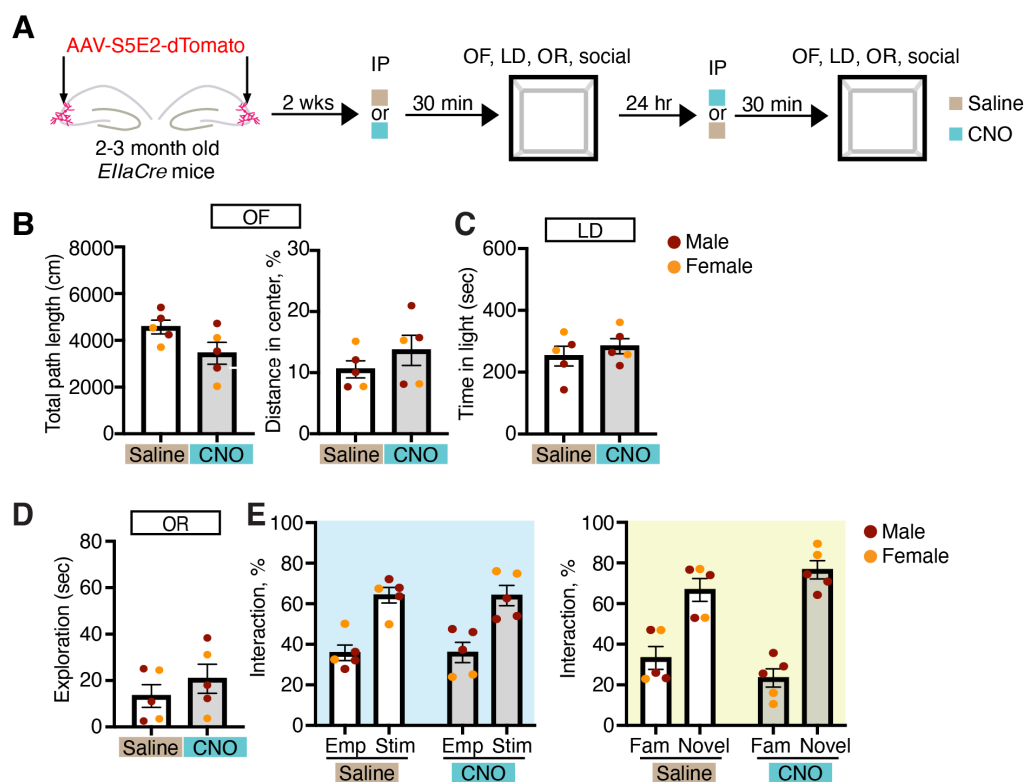 A
AAV-S5E2-dTomato
2-3 month old
EIIaCre mice
2 wks
IP
or
30 min
OF, LD, OR, social
24 hr
IP
or
30 min
OF, LD, OR, social
Saline
CNO
B
OF
Total path length (cm)
8000
6000
4000
2000
0
Saline CNO
Distance in center, %
30
20
10
0
Saline CNO
C
LD
Time in light (sec)
600
400
200
0
Saline CNO
Male
Female
D
OR
Exploration (sec)
80
60
40
20
0
Saline CNO
E
Interaction, %
100
80
60
40
20
0
Emp Stim Emp Stim
Saline CNO
Interaction, %
100
80
60
40
20
0
Fam Novel Fam Novel
Saline CNO
Male
Female